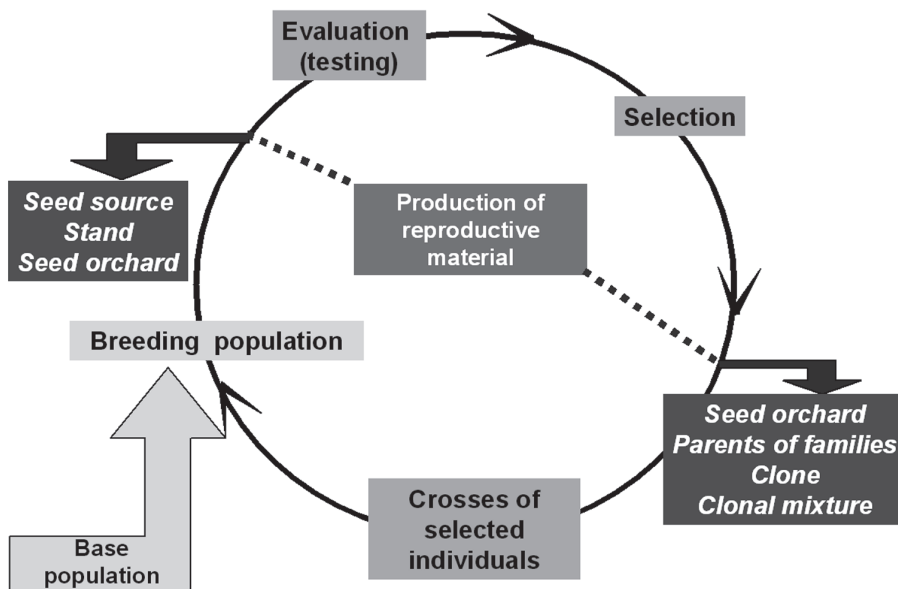 Evaluation
(testing)
Selection
Seed source
Stand
Seed orchard
Production of
reproductive
material
Breeding population
Seed orchard
Parents of families
Clone
Clonal mixture
Crosses of
selected
individuals
Base
population